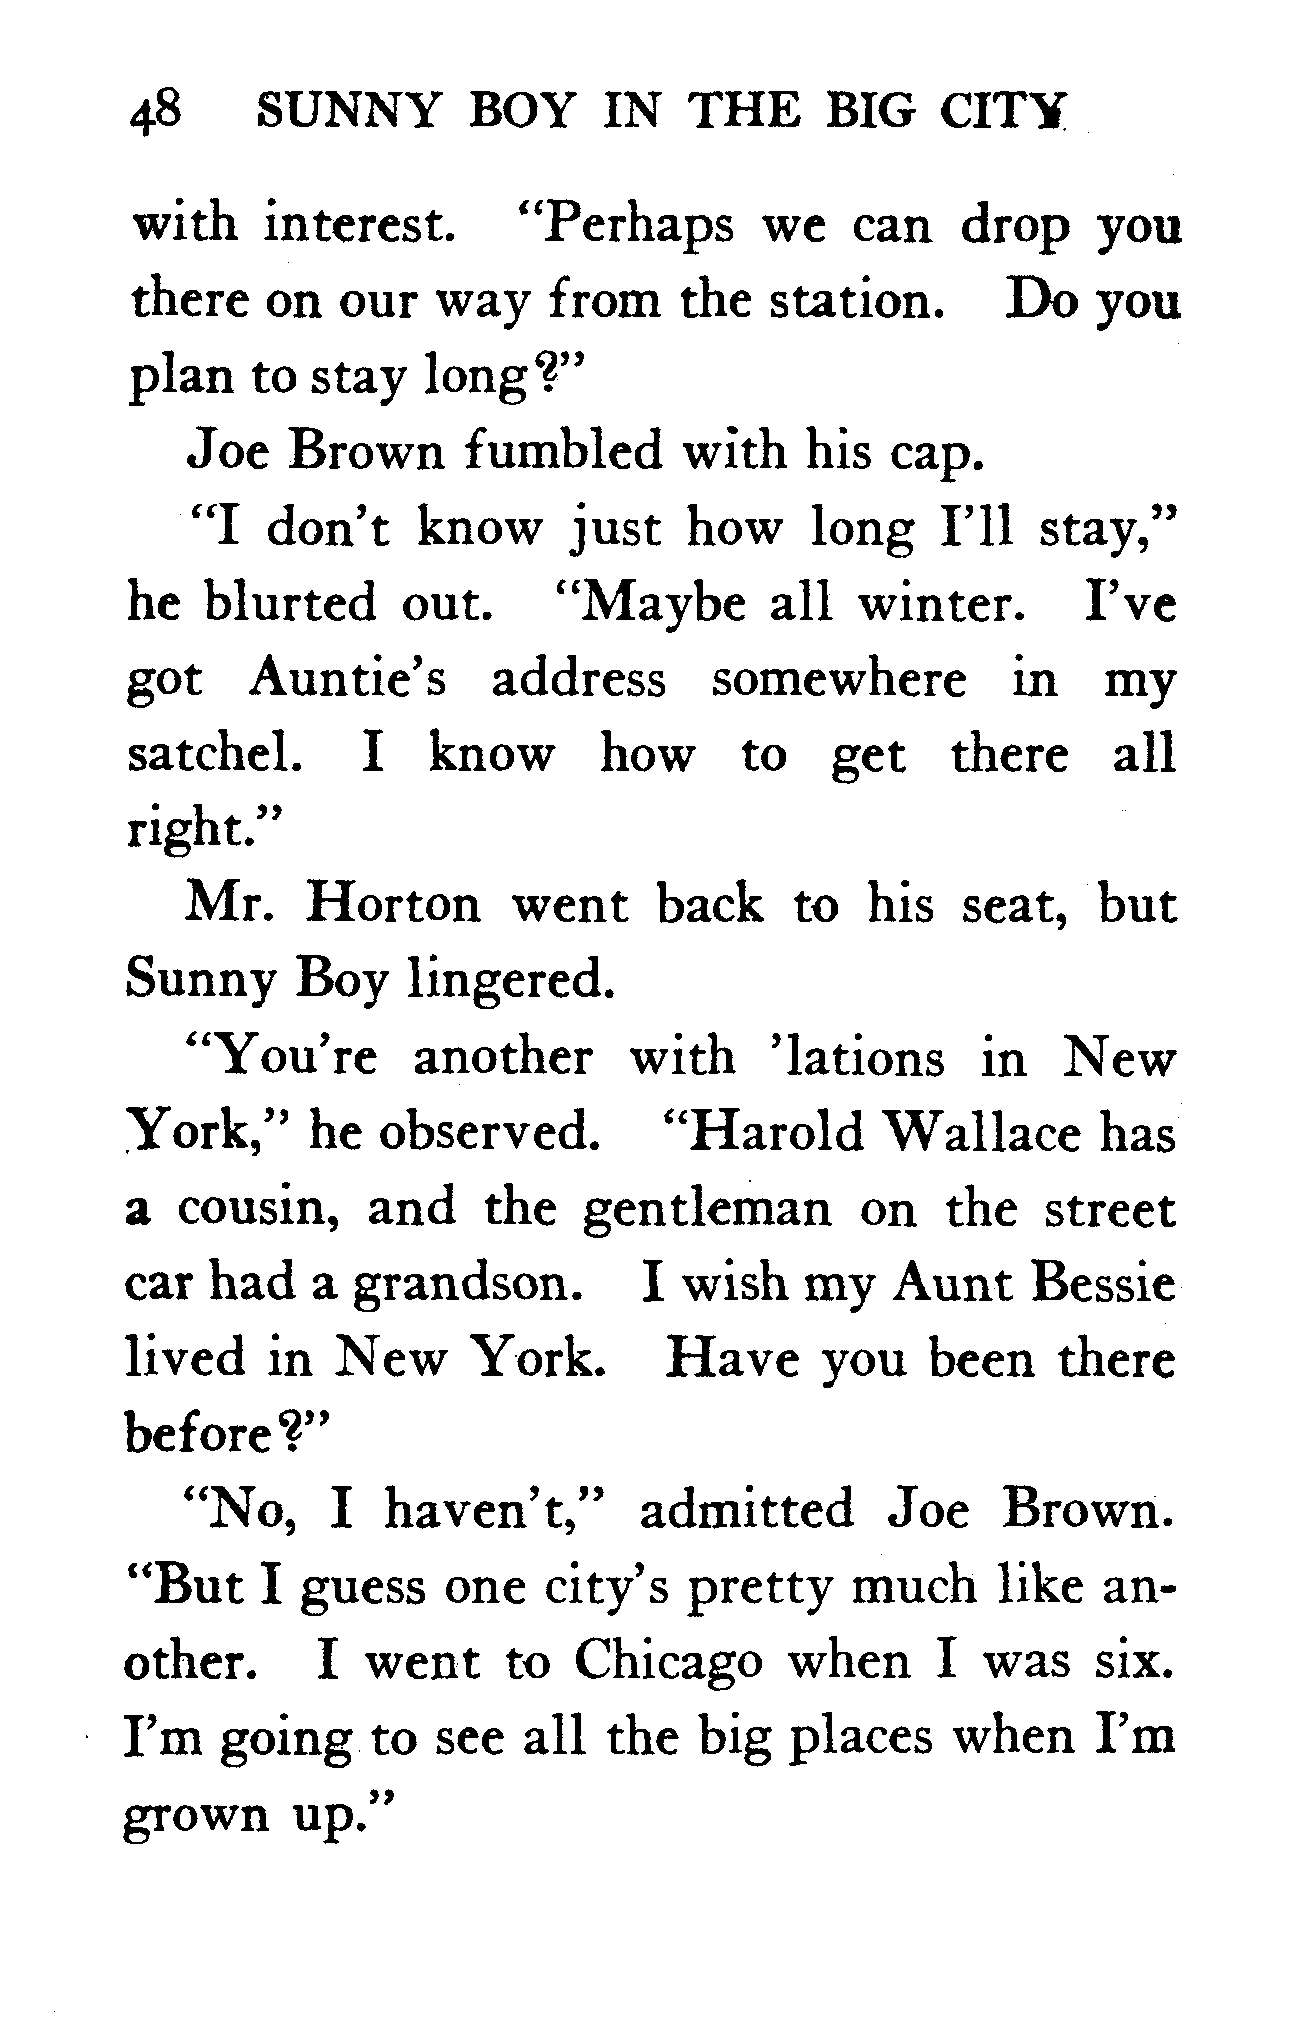 48 SUNNY BOY IN THE BIG CITY
with interest. “Perhaps we can drop you
there on our way from the station. Do you
plan to stay long?”
Joe Brown fumbled with his cap.
“I don’t know just how long I’ll stay,”
he blurted out. “Maybe all winter. I’ve
got Auntie’s address somewhere in my
satchel. I know how to get there all
right.”
Mr. Horton went back to his seat, but
Sunny Boy lingered.
“You’re another with ’lations in New
York,” he observed. “Harold Wallace has
a cousin, and the gentleman on the street
car had a grandson. I wish my Aunt Bessie
lived in New York. Have you been there
before?”
“No, I haven’t,” admitted Joe Brown.
“But I guess one city’s pretty much like an-
other. I went to Chicago when I was six.
I’m going to see all the big places when I’m
grown up.”